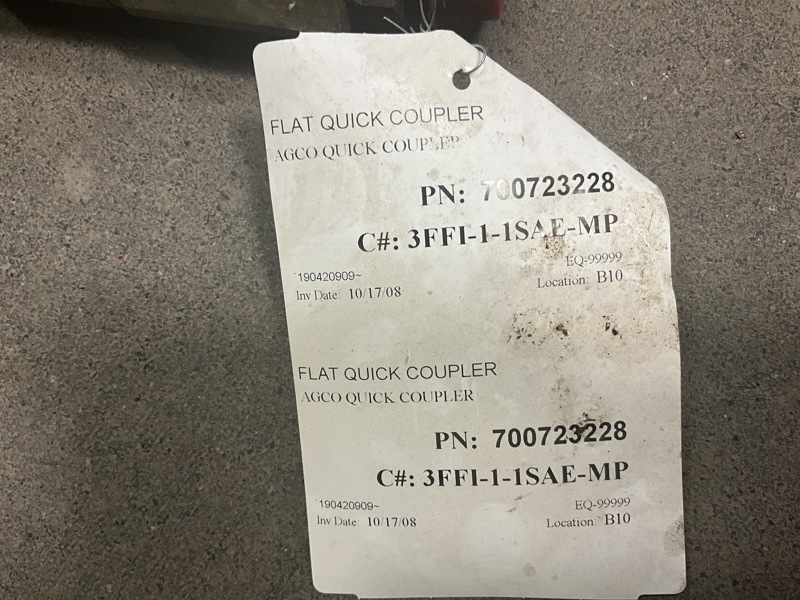 FLAT QUICK COUPLER
AGCO QUICK COUPLER
PN: 700723228
C#: 3FFI-1-1SAE-MP
EQ-99999
`190420909~
Location: B10
Inv Date: 10/17/08
FLAT QUICK COUPLER
AGCO QUICK COUPLER
PN: 700723228
C#: 3FFI-1-1SAE-MP
EQ-99999
`190420909~
Location: B10
Inv Date: 10/17/08